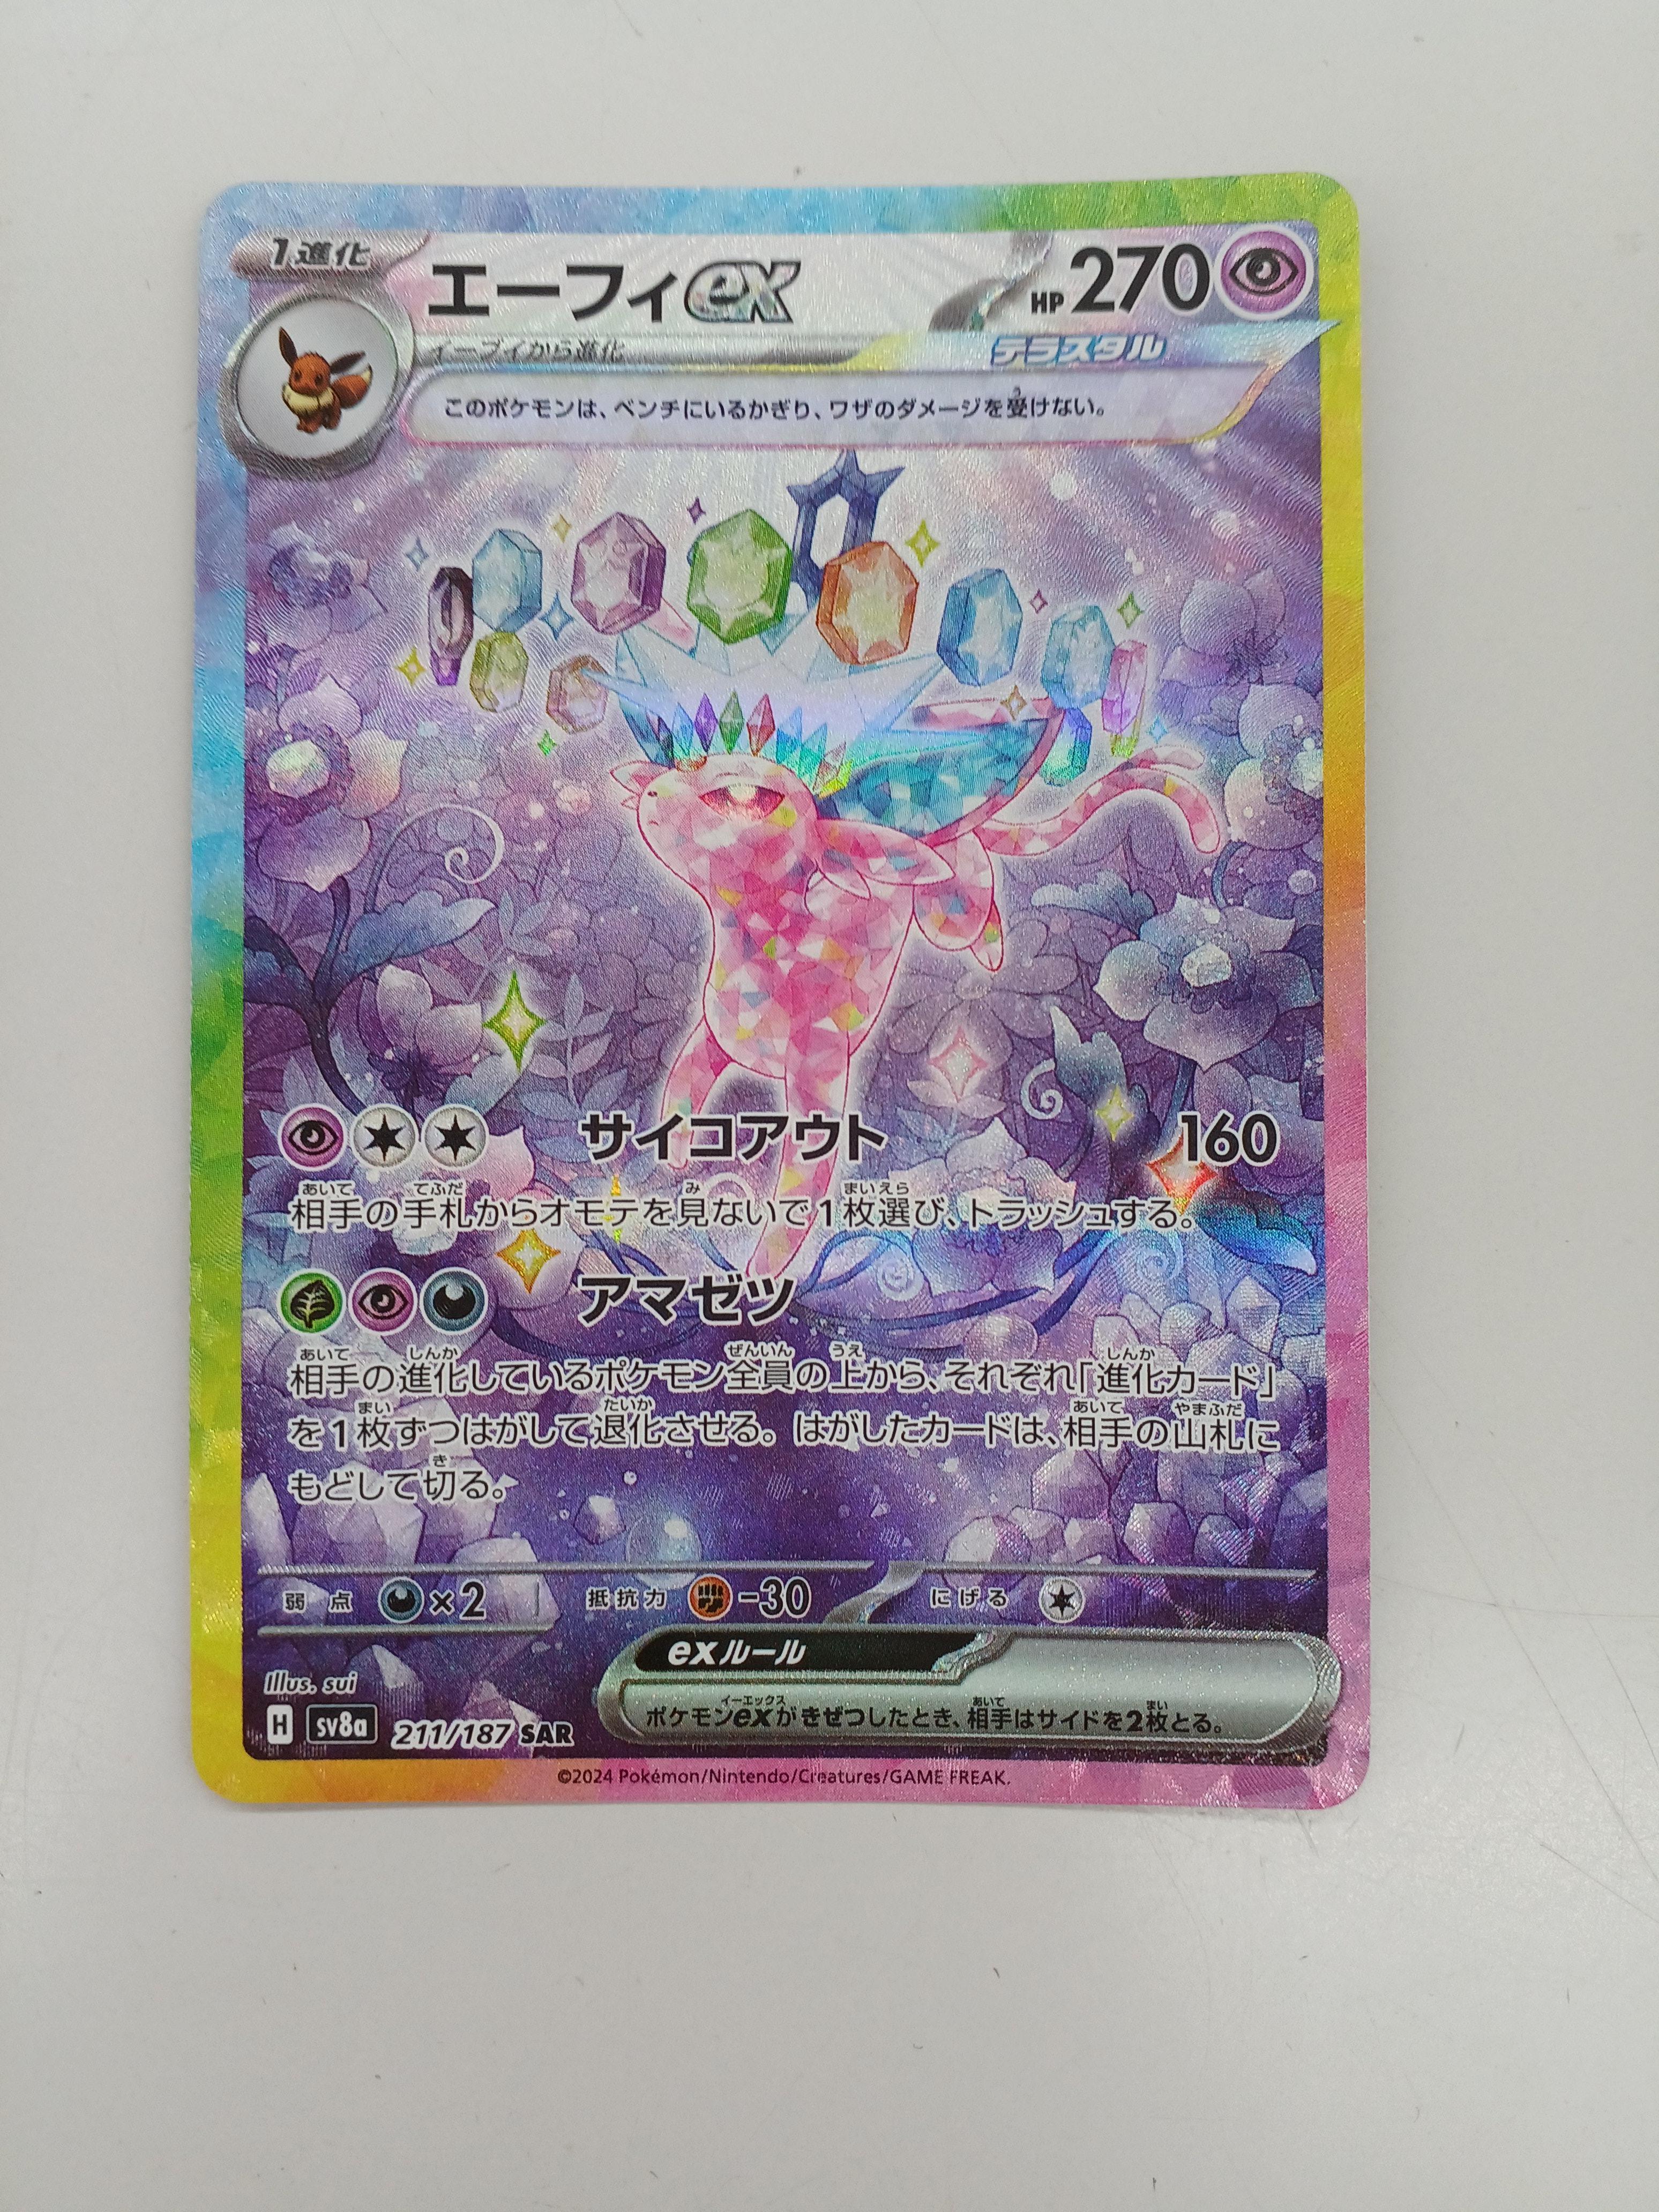 1進化
エーフィex
HP 270
イーブイから進化
テラスタル
このポケモンは、ベンチにいるかぎり、ワザのダメージを受けない。
サイコアウト 160
相手の手札からオモテを見ないで1枚選び、トラッシュする。
アマゼツ
相手の進化しているポケモン全員の上から、それぞれ「進化カード」
を1枚ずつはがして退化させる。はがしたカードは、相手の山札に
もどして切る。
弱点 ×2 抵抗力 -30 にげる
exルール
ポケモンexがきぜつしたとき、相手はサイドを2枚とる。
Illus. sui
H sv8a 211/187 SAR
©2024 Pokémon/Nintendo/Creatures/GAME FREAK.